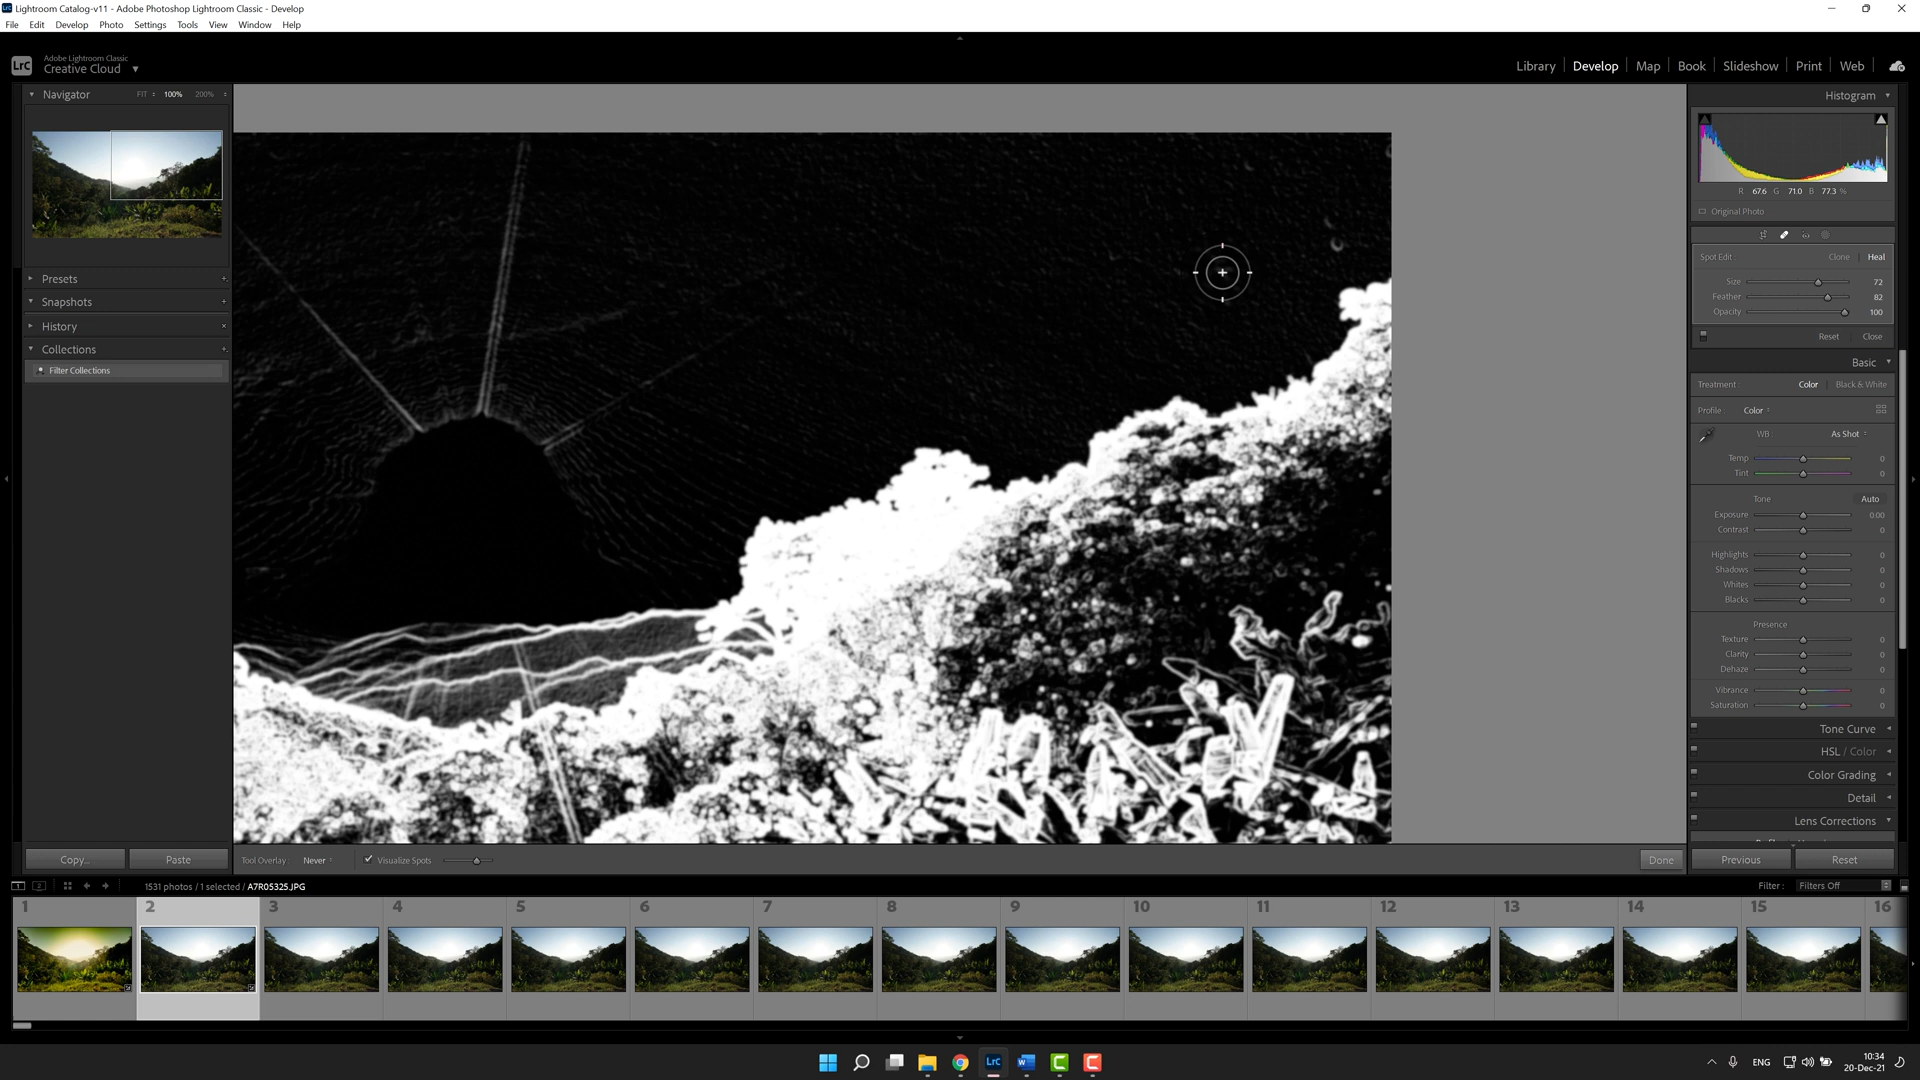 Lightroom Catalog-v11 - Adobe Photoshop Lightroom Classic - Develop
File Edit Develop Photo Settings Tools View Window Help
LrC
Adobe Lightroom Classic
Creative Cloud
Library Develop Map Book Slideshow Print Web
Navigator FIT 100% 200%
Presets
Snapshots
History
Collections
Filter Collections
Copy... Paste
Tool Overlay: Never Visualize Spots Done
Histogram
R 67.6 G 71.0 B 77.3 %
Original Photo
Spot Edit: Clone Heal
Size 72
Feather 82
Opacity 100
Reset Close
Basic
Treatment: Color Black & White
Profile: Color
WB: As Shot
Temp 0
Tint 0
Tone Auto
Exposure 0.00
Contrast 0
Highlights 0
Shadows 0
Whites 0
Blacks 0
Presence
Texture 0
Clarity 0
Dehaze 0
Vibrance 0
Saturation 0
Tone Curve
HSL / Color
Color Grading
Detail
Lens Corrections
Previous Reset
1 2 1531 photos / 1 selected / A7R05325.JPG Filter: Filters Off
1 2 3 4 5 6 7 8 9 10 11 12 13 14 15 16
LrC W C C ENG 10:34
20-Dec-21